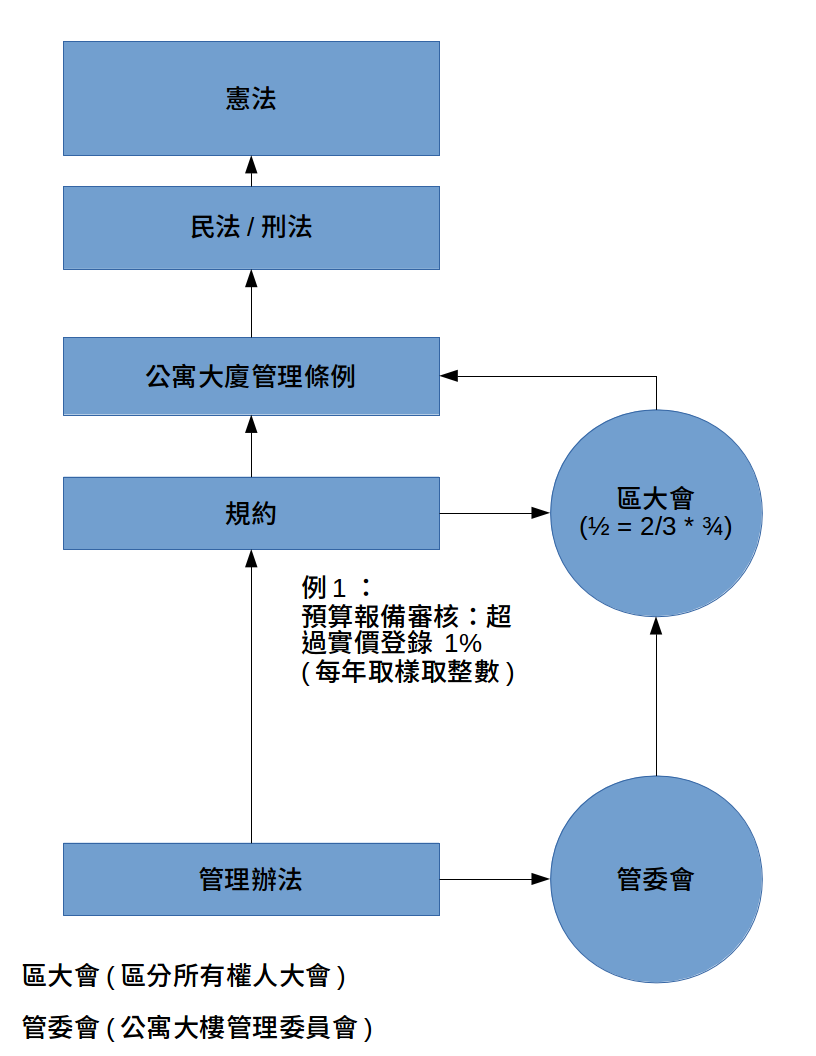 憲法
民法 / 刑法
公寓大廈管理條例
規約
區大會
(½ = 2/3 * ¾)
例 1 ：
預算報備審核：超
過實價登錄 1%
( 每年取樣取整數 )
管理辦法
管委會
區大會 ( 區分所有權人大會 )
管委會 ( 公寓大樓管理委員會 )